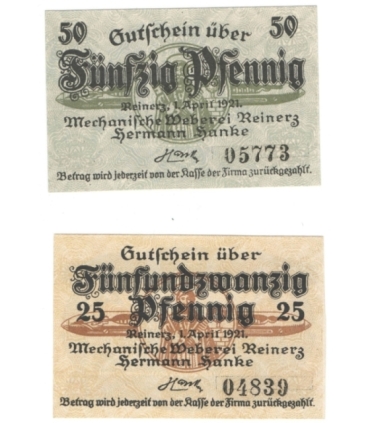 50 Gutschein über 50
Fünfzig Pfennig
Reinerz, 1. April 1921.
Mechanische Weberei Reinerz
Hermann Hanke
Hanke 05773
Betrag wird jederzeit von der Kasse der Firma zurückgezahlt.
Gutschein über
Fünfundzwanzig
25 Pfennig 25
Reinerz, 1. April 1921.
Mechanische Weberei Reinerz
Hermann Hanke
Hanke 04839
Betrag wird jederzeit von der Kasse der Firma zurückgezahlt.